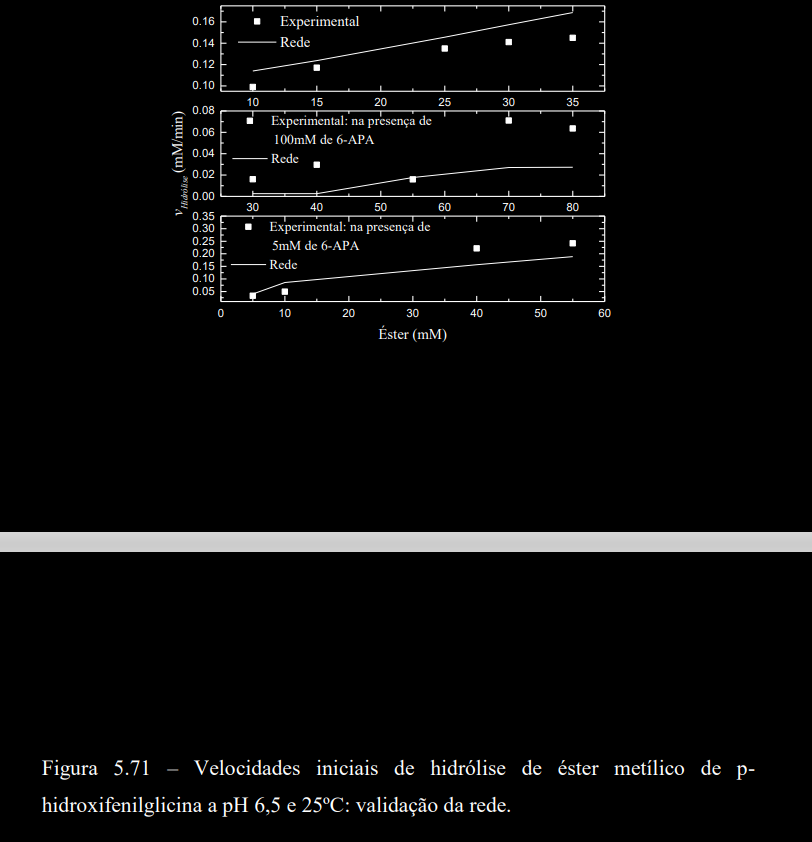 0.16
0.14
0.12
0.10
Experimental
Rede
10 15 20 25 30 35
0.08
0.06
0.04
0.02
0.00
Experimental: na presença de
100mM de 6-APA
Rede
30 40 50 60 70 80
v Hidrólise (mM/min)
0.35
0.30
0.25
0.20
0.15
0.10
0.05
Experimental: na presença de
5mM de 6-APA
Rede
0 10 20 30 40 50 60
Éster (mM)
Figura 5.71 – Velocidades iniciais de hidrólise de éster metílico de p-
hidroxifenilglicina a pH 6,5 e 25ºC: validação da rede.